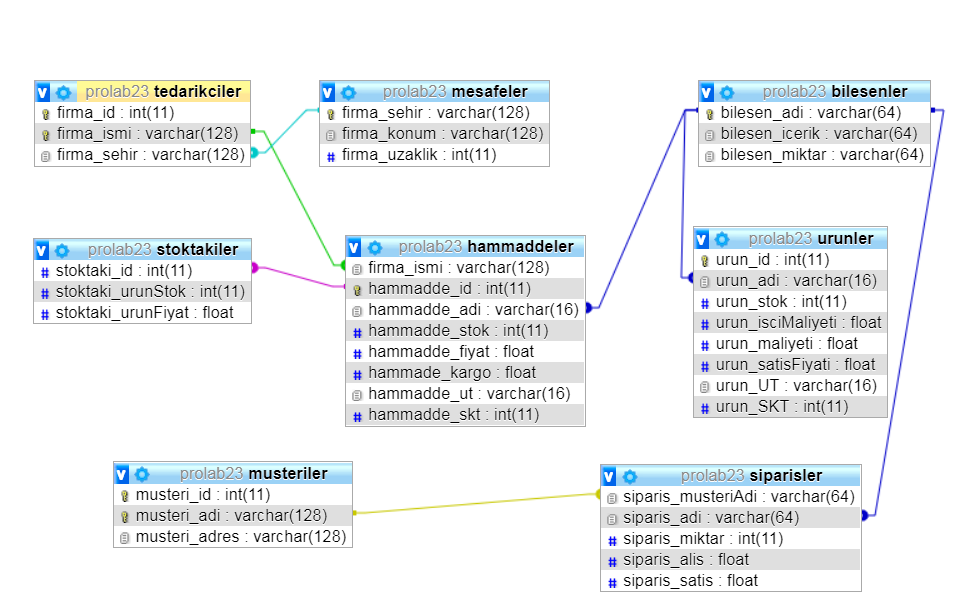 prolab23 tedarikciler
firma_id : int(11)
firma_ismi : varchar(128)
firma_sehir : varchar(128)
prolab23 mesafeler
firma_sehir : varchar(128)
firma_konum : varchar(128)
# firma_uzaklik : int(11)
prolab23 bilesenler
bilesen_adi : varchar(64)
bilesen_icerik : varchar(64)
bilesen_miktar : varchar(64)
prolab23 stoktakiler
# stoktaki_id : int(11)
# stoktaki_urunStok : int(11)
# stoktaki_urunFiyat : float
prolab23 hammaddeler
firma_ismi : varchar(128)
hammadde_id : int(11)
hammadde_adi : varchar(16)
# hammadde_stok : int(11)
# hammadde_fiyat : float
# hammade_kargo : float
hammadde_ut : varchar(16)
# hammadde_skt : int(11)
prolab23 urunler
urun_id : int(11)
urun_adi : varchar(16)
# urun_stok : int(11)
# urun_isciMaliyeti : float
# urun_maliyeti : float
# urun_satisFiyati : float
urun_UT : varchar(16)
# urun_SKT : int(11)
prolab23 musteriler
musteri_id : int(11)
musteri_adi : varchar(128)
musteri_adres : varchar(128)
prolab23 siparisler
siparis_musteriAdi : varchar(64)
siparis_adi : varchar(64)
# siparis_miktar : int(11)
# siparis_alis : float
# siparis_satis : float